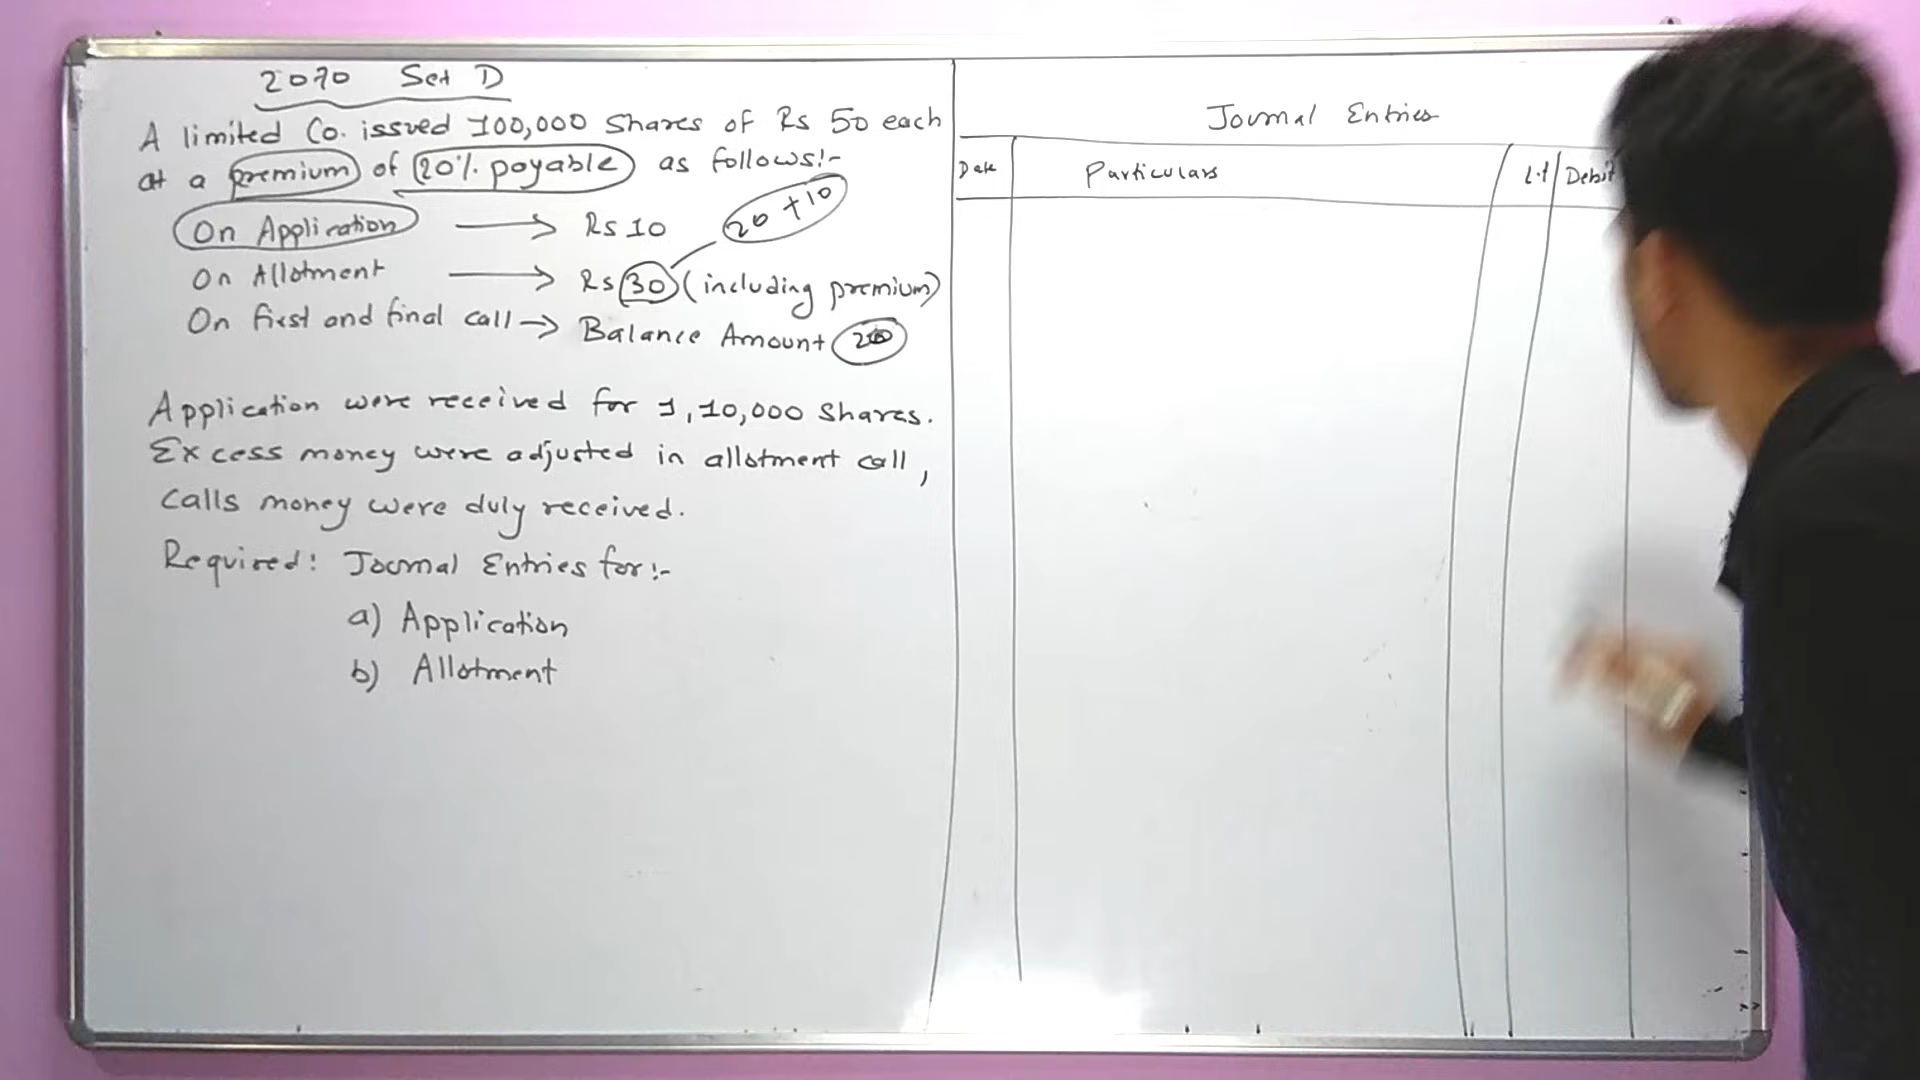 2070 Set D
A limited Co. issued 100,000 shares of Rs 50 each
at a premium of 20% payable as follows:-
On Application → Rs 10
20 + 10
On Allotment → Rs 30 (including premium)
On first and final call → Balance Amount 20
Application were received for 1,10,000 shares.
Excess money were adjusted in allotment call,
calls money were duly received.
Required: Journal Entries for:-
a) Application
b) Allotment
Journal Entries
Date Particulars L.f Debit